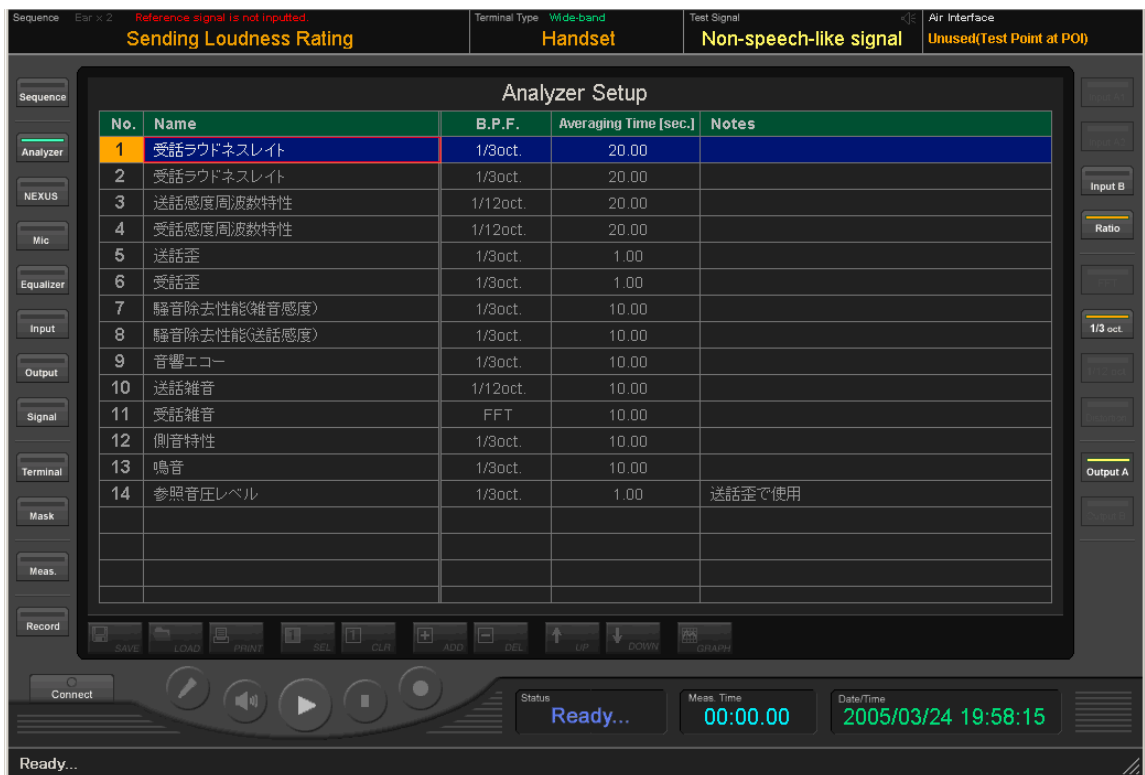 Sequence Ear × 2 Reference signal is not inputted.
Sending Loudness Rating
Terminal Type Wide-band
Handset
Test Signal
Non-speech-like signal
Air Interface
Unused(Test Point at POI)
Sequence
Analyzer
NEXUS
Mic
Equalizer
Input
Output
Signal
Terminal
Mask
Meas.
Record
Analyzer Setup
No. Name B.P.F. Averaging Time [sec.] Notes
1 受話ラウドネスレイト 1/3oct. 20.00
2 受話ラウドネスレイト 1/3oct. 20.00
3 送話感度周波数特性 1/12oct. 20.00
4 受話感度周波数特性 1/12oct. 20.00
5 送話歪 1/3oct. 1.00
6 受話歪 1/3oct. 1.00
7 騒音除去性能(雑音感度) 1/3oct. 10.00
8 騒音除去性能(送話感度) 1/3oct. 10.00
9 音響エコー 1/3oct. 10.00
10 送話雑音 1/12oct. 10.00
11 受話雑音 FFT 10.00
12 側音特性 1/3oct. 10.00
13 鳴音 1/3oct. 10.00
14 参照音圧レベル 1/3oct. 1.00 送話歪で使用
SAVE LOAD PRINT 1 SEL 1 CLR ADD DEL UP DOWN GRAPH
Input B
Ratio
1/3 oct.
Output A
Connect
Status
Ready...
Meas. Time
00:00.00
Date/Time
2005/03/24 19:58:15
Ready...